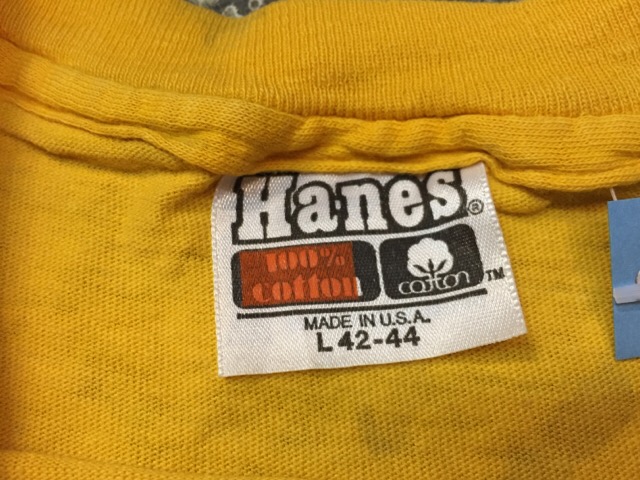 Hanes®
100%
cotton
cotton™
MADE IN U.S.A.
L 42-44